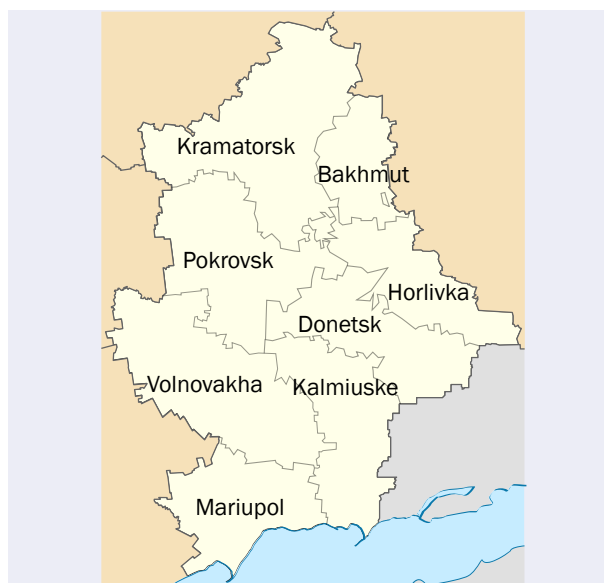 Kramatorsk
Bakhmut
Pokrovsk
Horlivka
Donetsk
Volnovakha
Kalmiuske
Mariupol